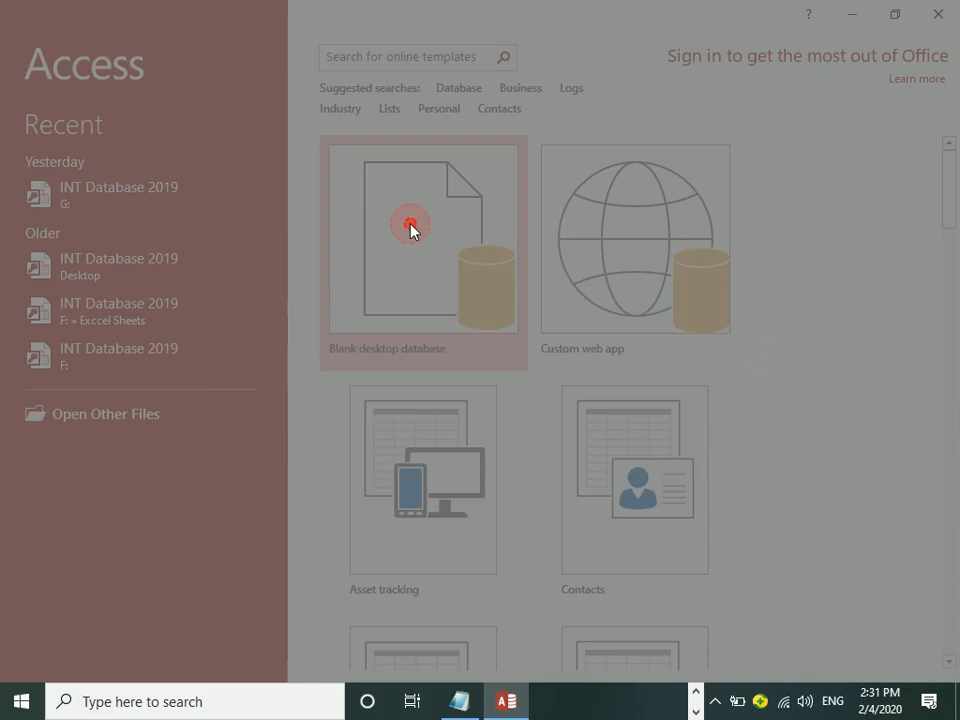 ?
Access
Search for online templates
Sign in to get the most out of Office
Learn more
Suggested searches: Database Business Logs
Industry Lists Personal Contacts
Recent
Yesterday
INT Database 2019
G:
Older
INT Database 2019
Desktop
INT Database 2019
F: » Exccel Sheets
INT Database 2019
F:
Open Other Files
Blank desktop database
Custom web app
Asset tracking
Contacts
Type here to search
ENG
2:31 PM
2/4/2020